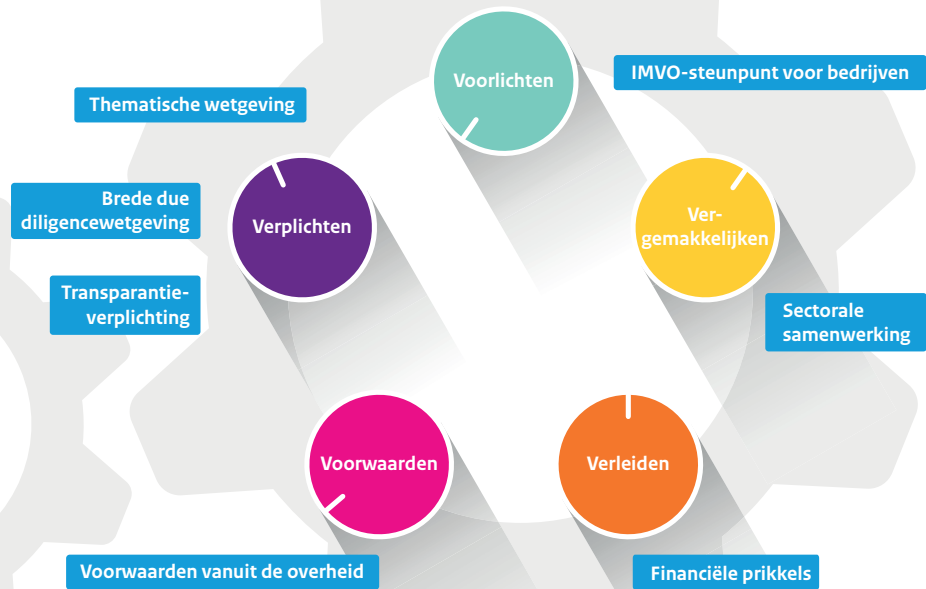 Voorlichten
IMVO-steunpunt voor bedrijven
Thematische wetgeving
Brede due
diligencewetgeving
Verplichten
Ver-
gemakkelijken
Transparantie-
verplichting
Sectorale
samenwerking
Voorwaarden
Verleiden
Voorwaarden vanuit de overheid
Financiële prikkels